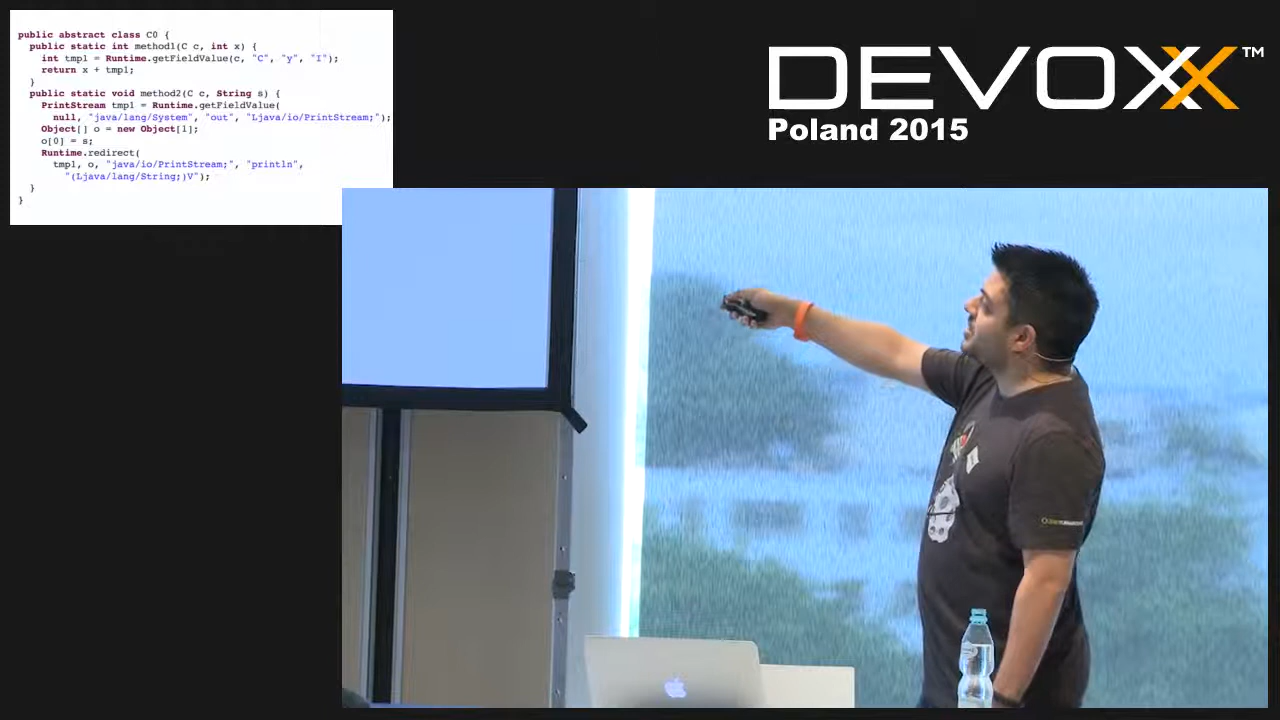 public abstract class C0 {
public static int method1(C c, int x) {
int tmp1 = Runtime.getFieldValue(c, "C", "y", "I");
return x + tmp1;
}
public static void method2(C c, String s) {
PrintStream tmp1 = Runtime.getFieldValue(
null, "java/lang/System", "out", "Ljava/io/PrintStream;");
Object[] o = new Object[1];
o[0] = s;
Runtime.redirect(
tmp1, o, "java/io/PrintStream;", "println",
"(Ljava/lang/String;)V");
}
}
DEVOXX™
Poland 2015